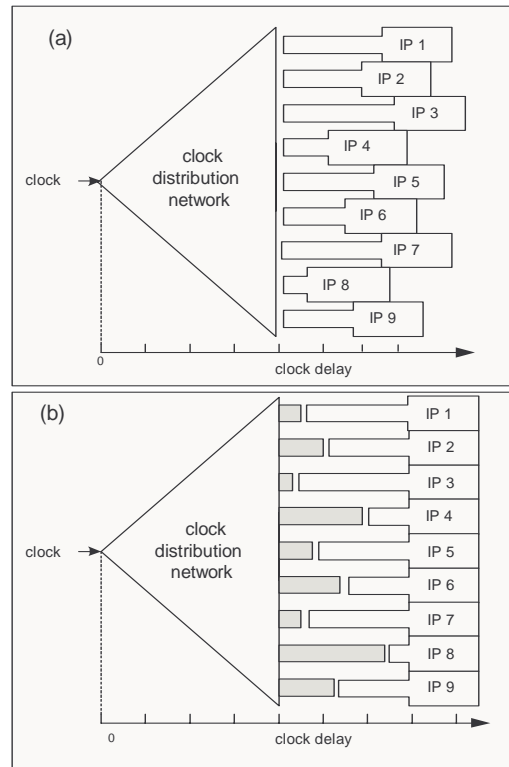 (a)
IP 1
IP 2
IP 3
IP 4
clock
distribution
network
clock
IP 5
IP 6
IP 7
IP 8
IP 9
0
clock delay
(b)
IP 1
IP 2
IP 3
IP 4
clock
distribution
network
clock
IP 5
IP 6
IP 7
IP 8
IP 9
0
clock delay